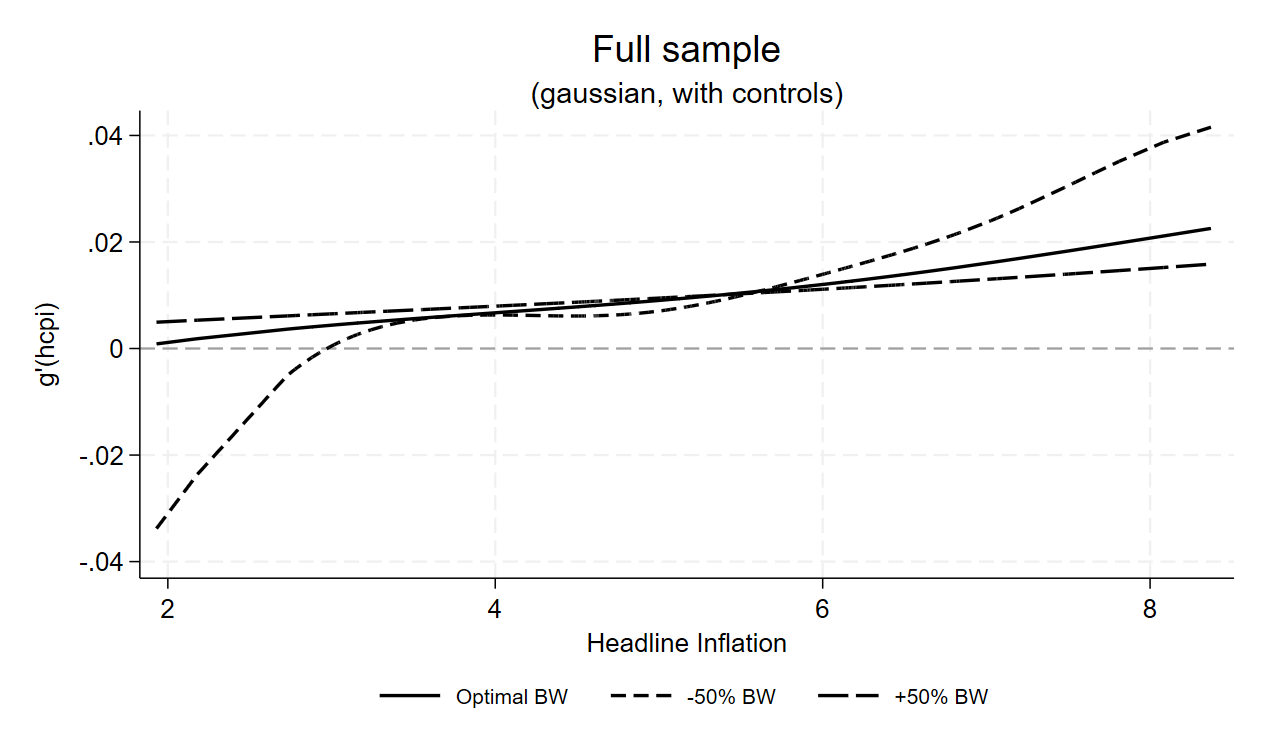 Full sample
(gaussian, with controls)
g'(hcpi)
.04
.02
0
-.02
-.04
2 4 6 8
Headline Inflation
Optimal BW -50% BW +50% BW